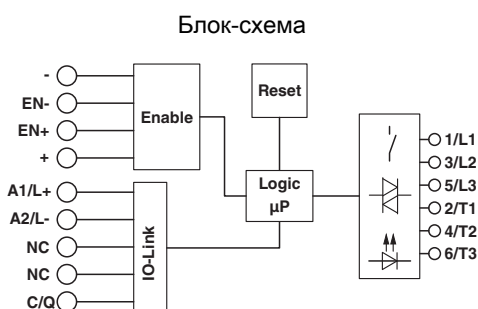 Блок-схема
-
EN-
EN+
+
Enable
Reset
A1/L+
A2/L-
NC
NC
C/Q
IO-Link
Logic
µP
1/L1
3/L2
5/L3
2/T1
4/T2
6/T3